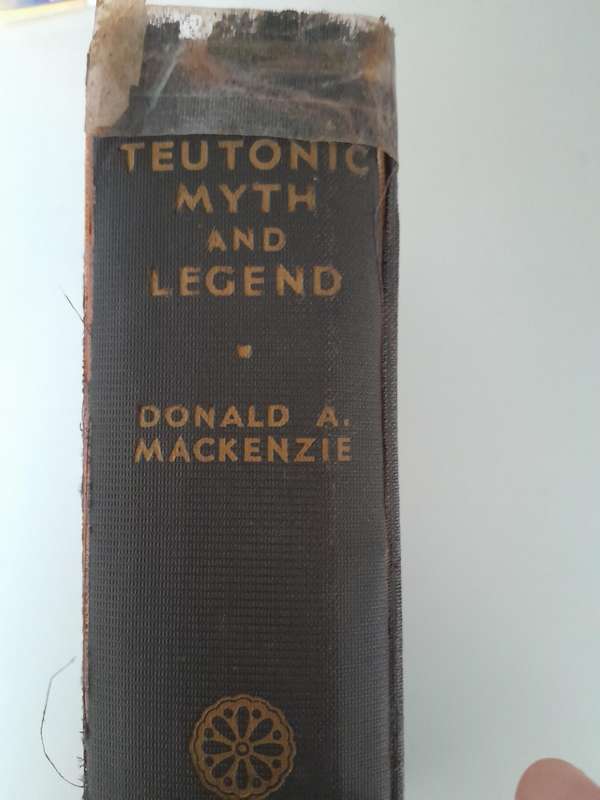 TEUTONIC
MYTH
AND
LEGEND
DONALD A.
MACKENZIE